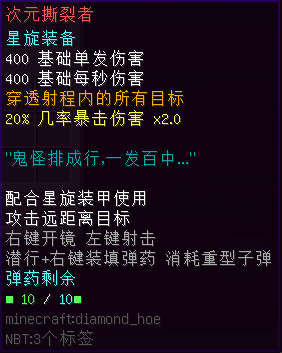 次元撕裂者
星旋装备
400 基础单发伤害
400 基础每秒伤害
穿透射程内的所有目标
20% 几率暴击伤害 x2.0
"鬼怪排成行,一发百中..."
配合星旋装甲使用
攻击远距离目标
右键开镜 左键射击
潜行+右键装填弹药 消耗重型子弹
弹药剩余
■ 10 / 10■
minecraft:diamond_hoe
NBT:3个标签